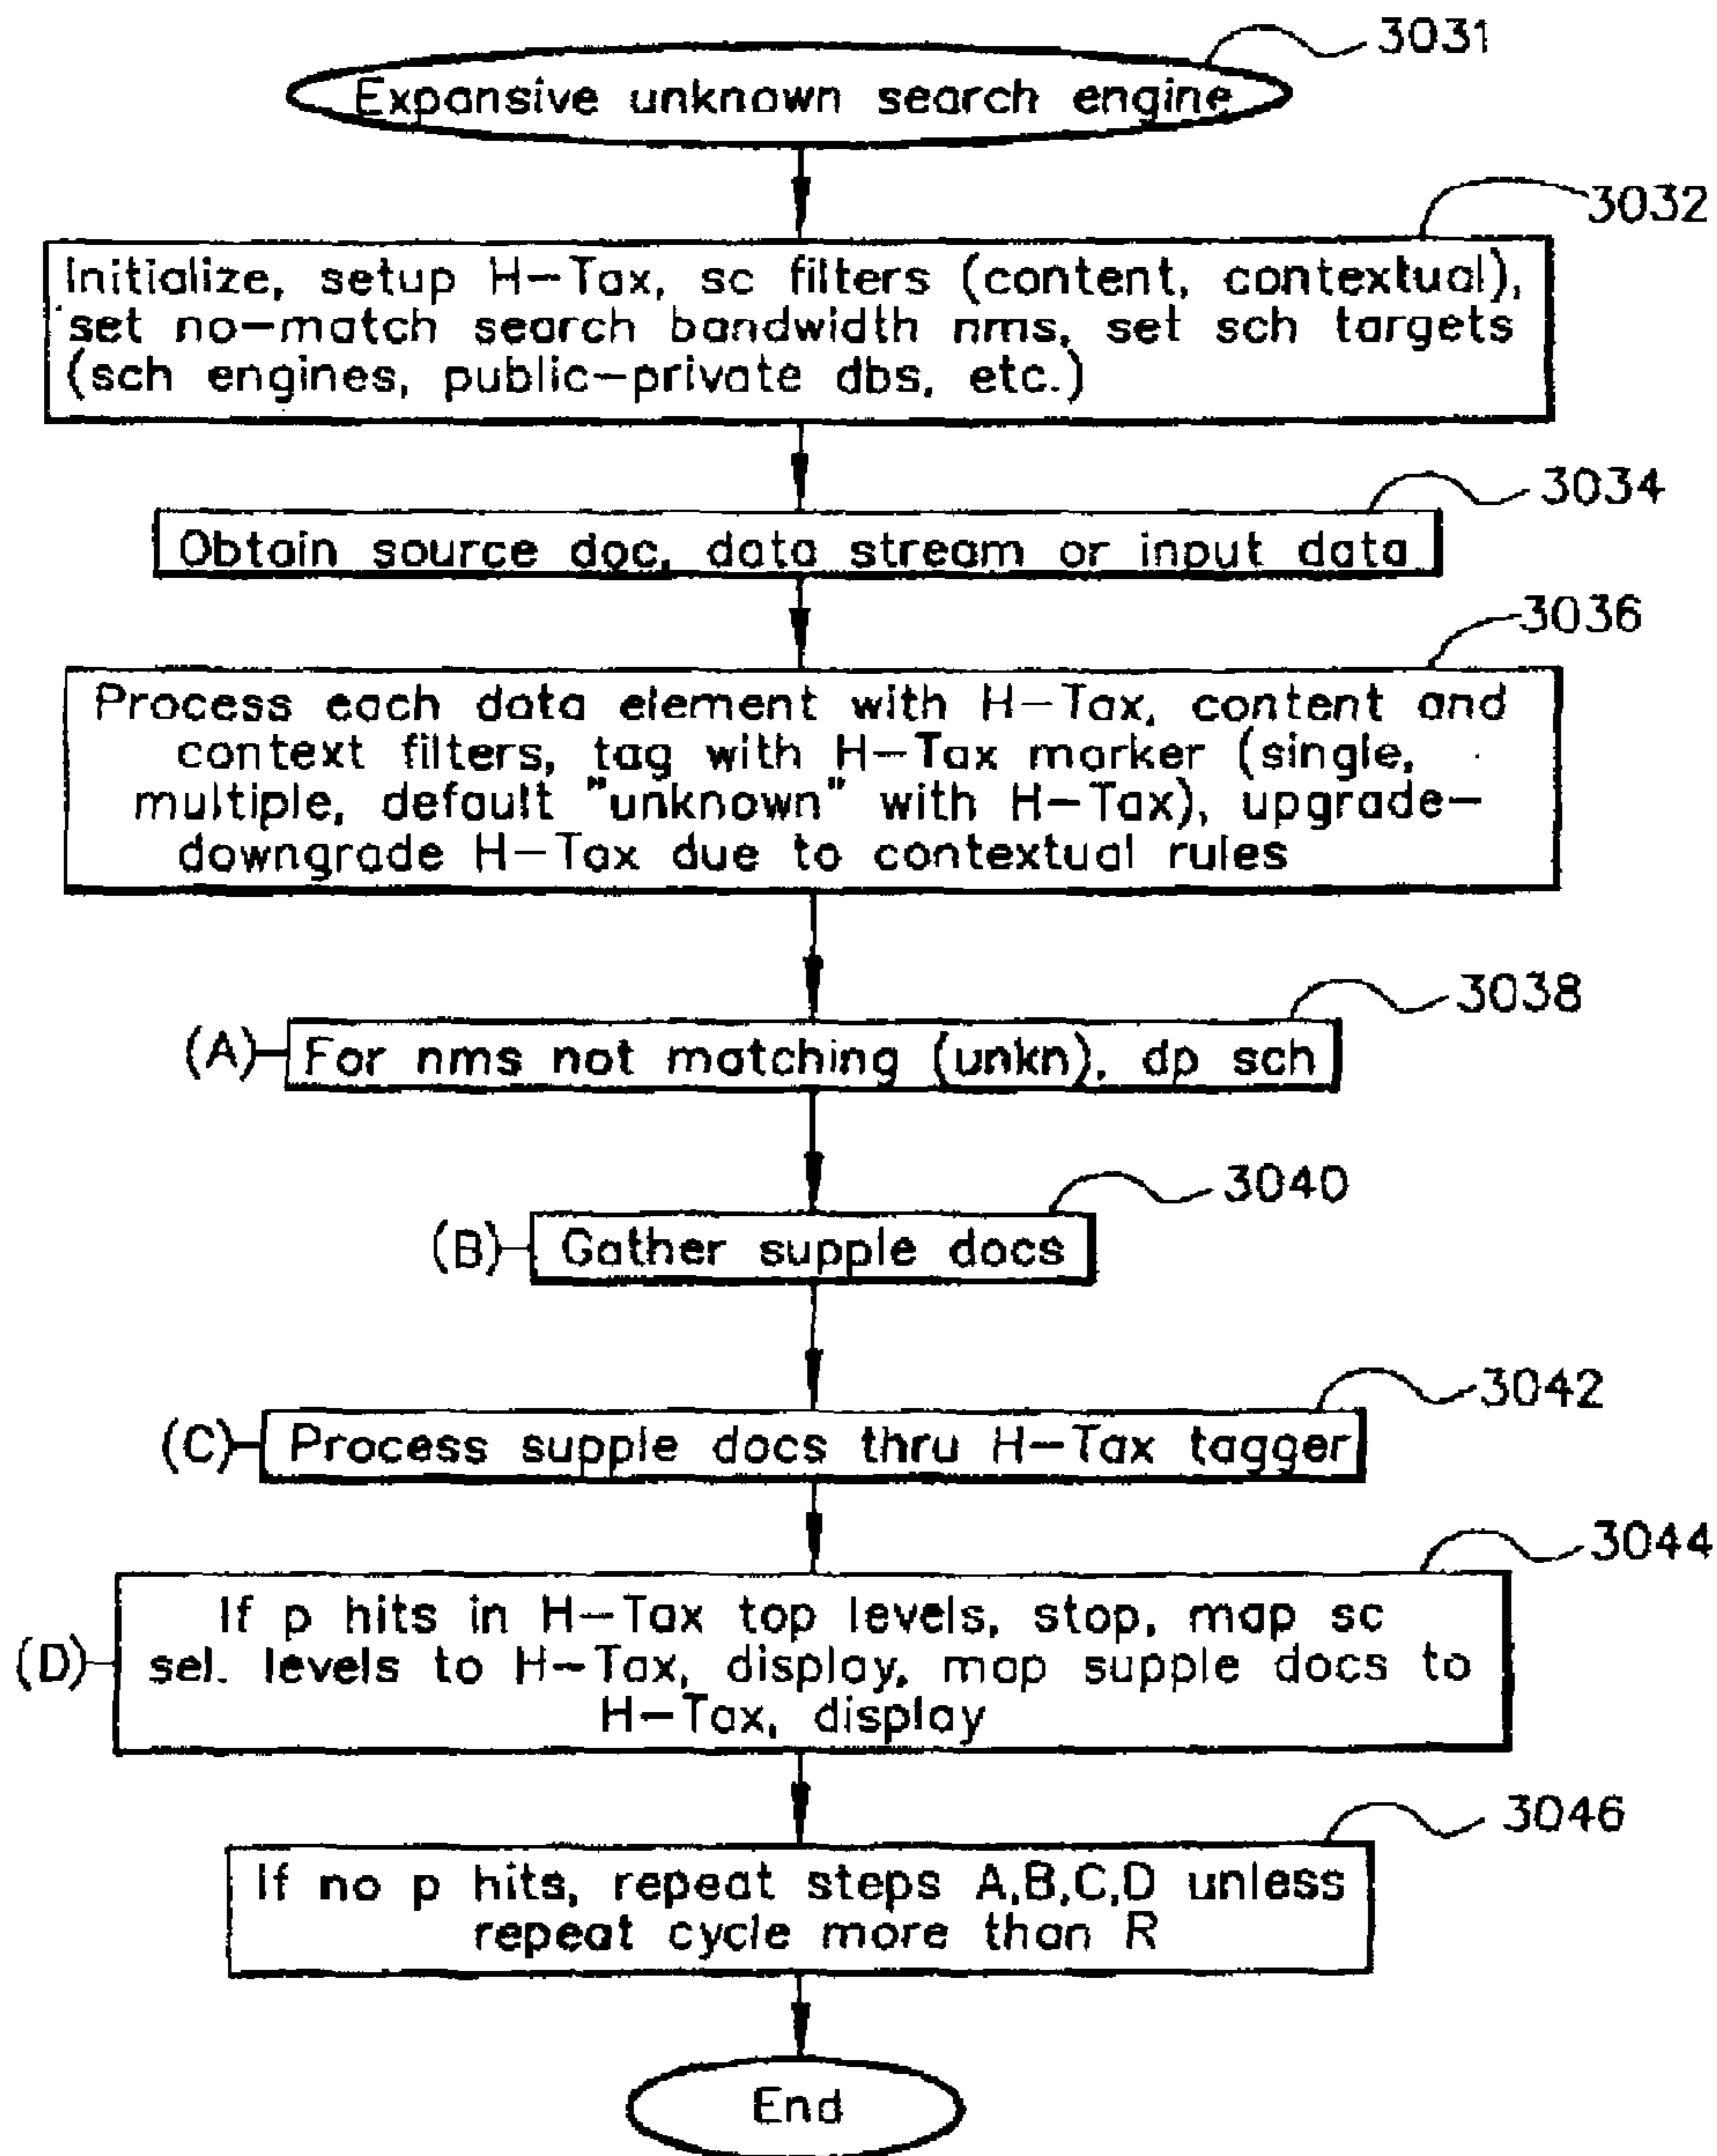 3031
Expansive unknown search engine
3032
Initialize, setup H-Tax, sc filters (content, contextual),
set no-match search bandwidth nms, set sch targets
(sch engines, public-private dbs, etc.)
3034
Obtain source doc, data stream or input data
3036
Process each data element with H-Tax, content and
context filters, tag with H-Tax marker (single,
multiple, default "unknown" with H-Tax), upgrade-
downgrade H-Tax due to contextual rules
3038
(A) For nms not matching (unkn), dp sch
3040
(B) Gather supple docs
3042
(C) Process supple docs thru H-Tax tagger
3044
If p hits in H-Tax top levels, stop, map sc
(D) sel. levels to H-Tax, display, map supple docs to
H-Tax, display
3046
If no p hits, repeat steps A,B,C,D unless
repeat cycle more than R
End